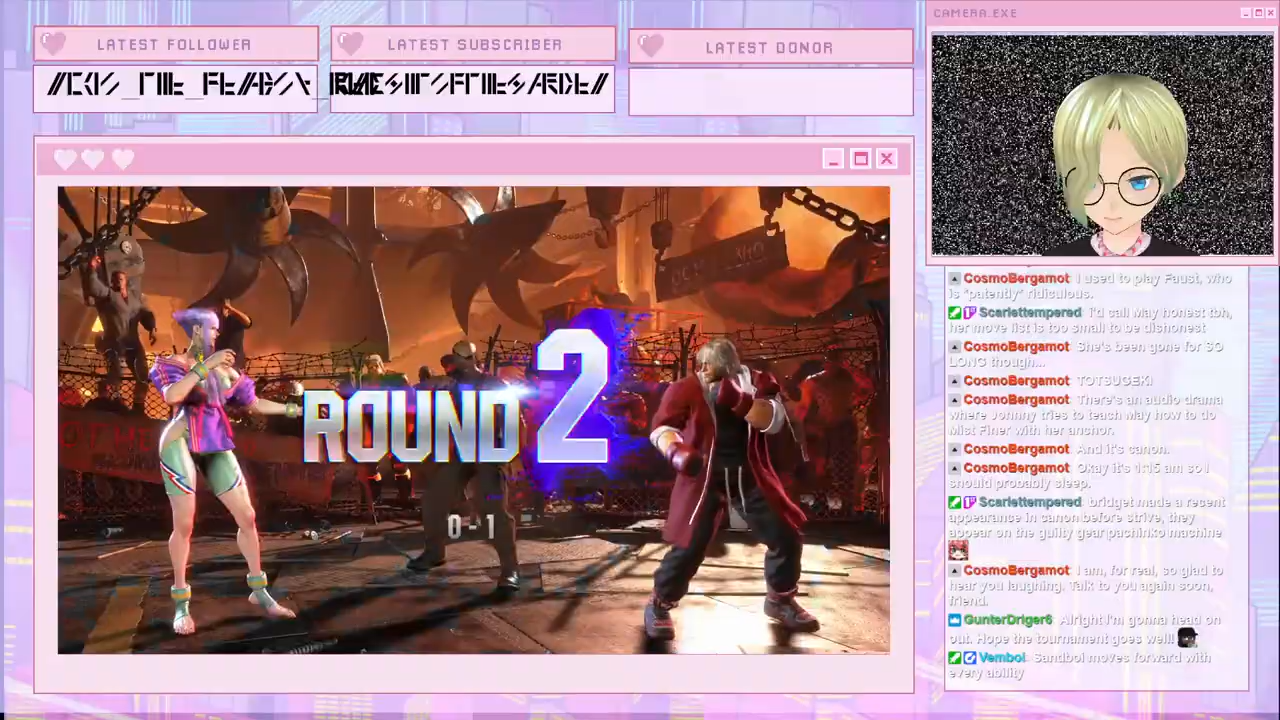 CAMERA.EXE
LATEST FOLLOWER
LATEST SUBSCRIBER
LATEST DONOR
ROUND 2
0-1
CosmoBergamot I used to play Faust, who
is *patently* ridiculous.
Scarlettempered i'd call May honest tbh,
her move list is too small to be dishonest
CosmoBergamot She's been gone for SO
LONG though...
CosmoBergamot TOTSUGEKI
CosmoBergamot There's an audio drama
where Johnny tries to teach May how to do
Mist Finer with her anchor.
CosmoBergamot And it's canon.
CosmoBergamot Okay it's 1:15 am so I
should probably sleep.
Scarlettempered bridget made a recent
appearance in canon before strive, they
appear on the guilty gear pachinko machine
CosmoBergamot I am, for real, so glad to
hear you laughing. Talk to you again soon,
friend.
GunterDriger6 Alright I'm gonna head on
out. Hope the tournament goes well!
Vemboi Sandboi moves forward with
every ability